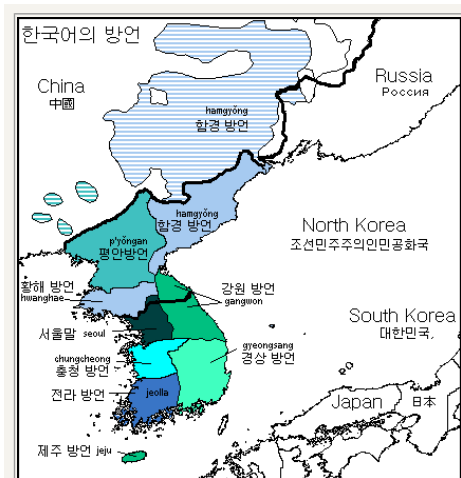 한국어의 방언
China
中國
Russia
Россия
hamgyŏng
함경 방언
hamgyŏng
함경 방언
p'yŏngan
평안방언
North Korea
조선민주주의인민공화국
황해 방언
hwanghae
강원 방언
gangwon
서울말 seoul
South Korea
대한민국
chungcheong
충청 방언
gyeongsang
경상 방언
전라 방언
jeolla
Japan 日本
제주 방언 jeju